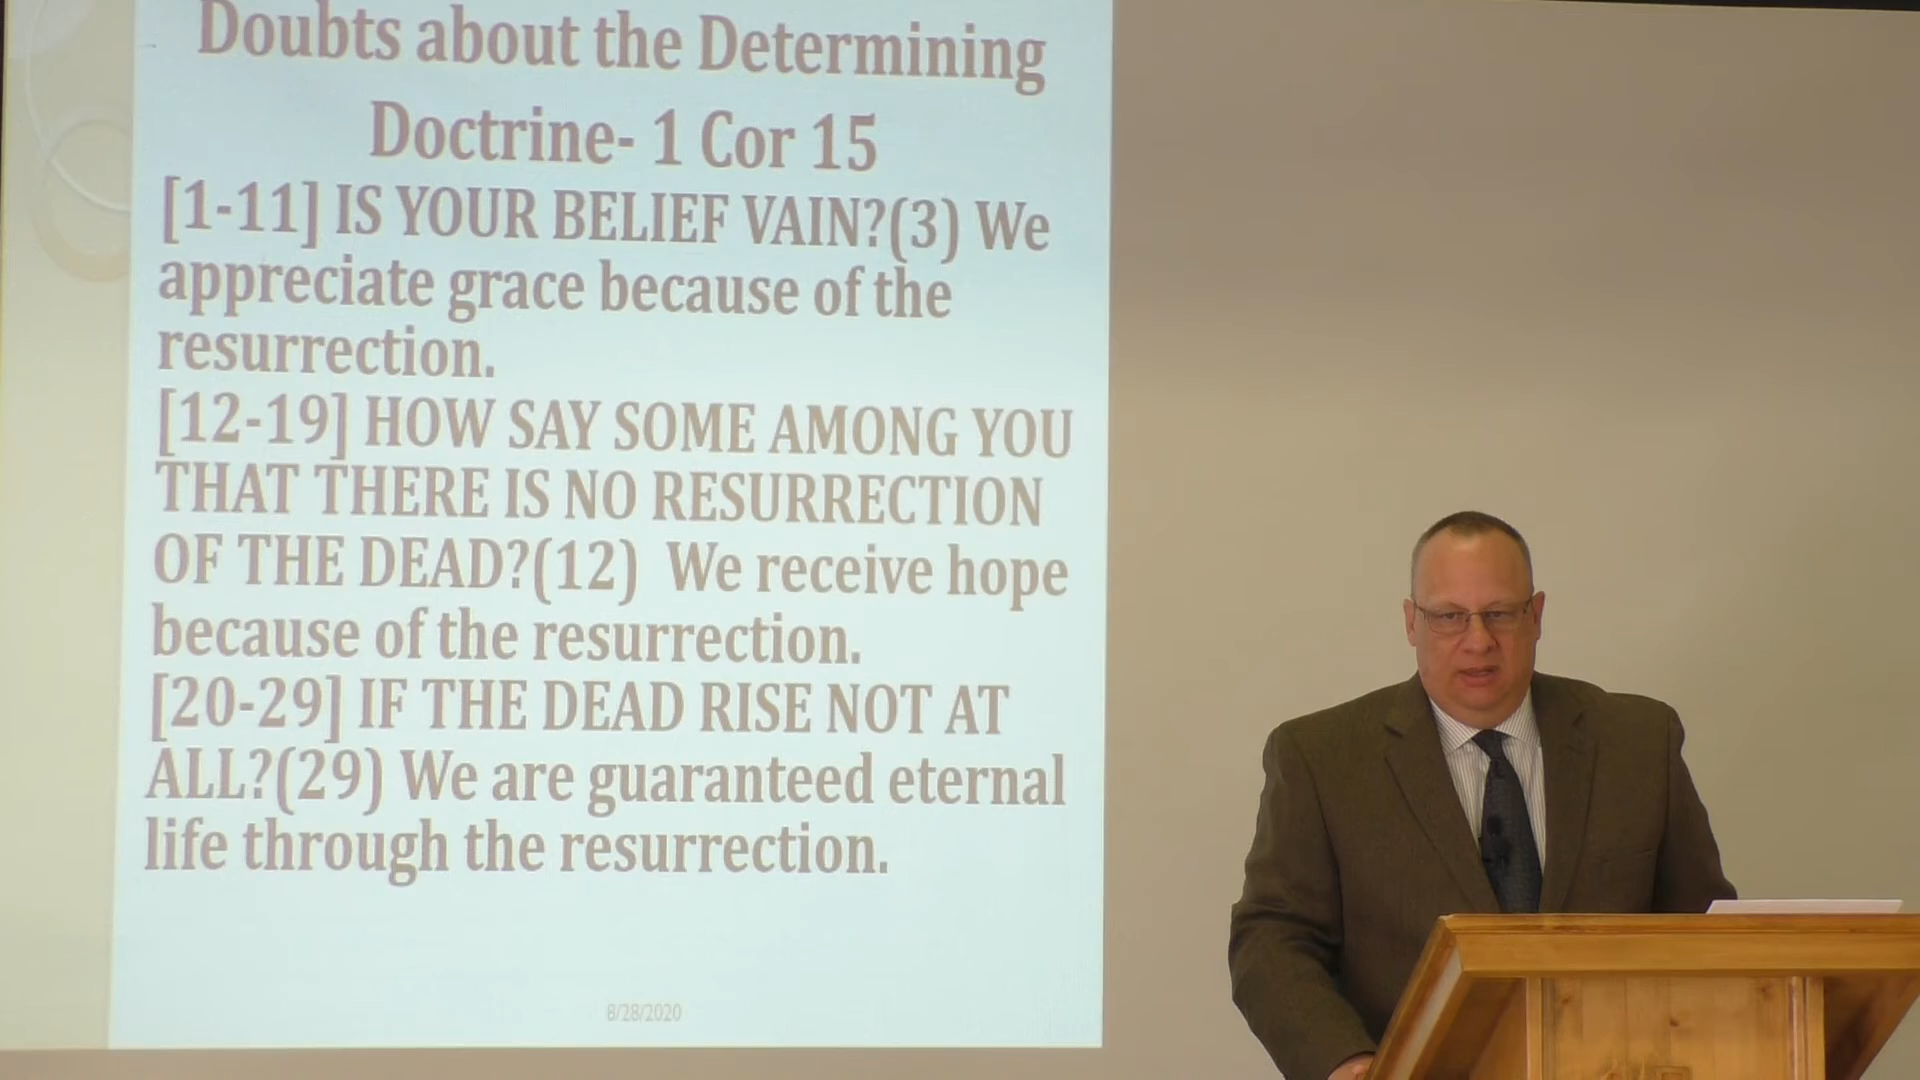 Doubts about the Determining
Doctrine- 1 Cor 15
[1-11] IS YOUR BELIEF VAIN?(3) We
appreciate grace because of the
resurrection.
[12-19] HOW SAY SOME AMONG YOU
THAT THERE IS NO RESURRECTION
OF THE DEAD?(12) We receive hope
because of the resurrection.
[20-29] IF THE DEAD RISE NOT AT
ALL?(29) We are guaranteed eternal
life through the resurrection.
8/28/2020